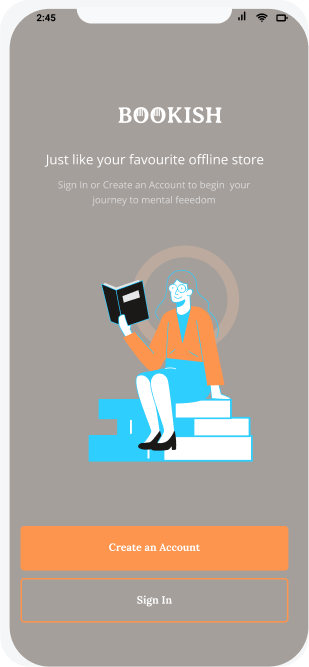 2:45
BOOKISH
Just like your favourite offline store
Sign In or Create an Account to begin  your
journey to mental feeedom
Create an Account
Sign In